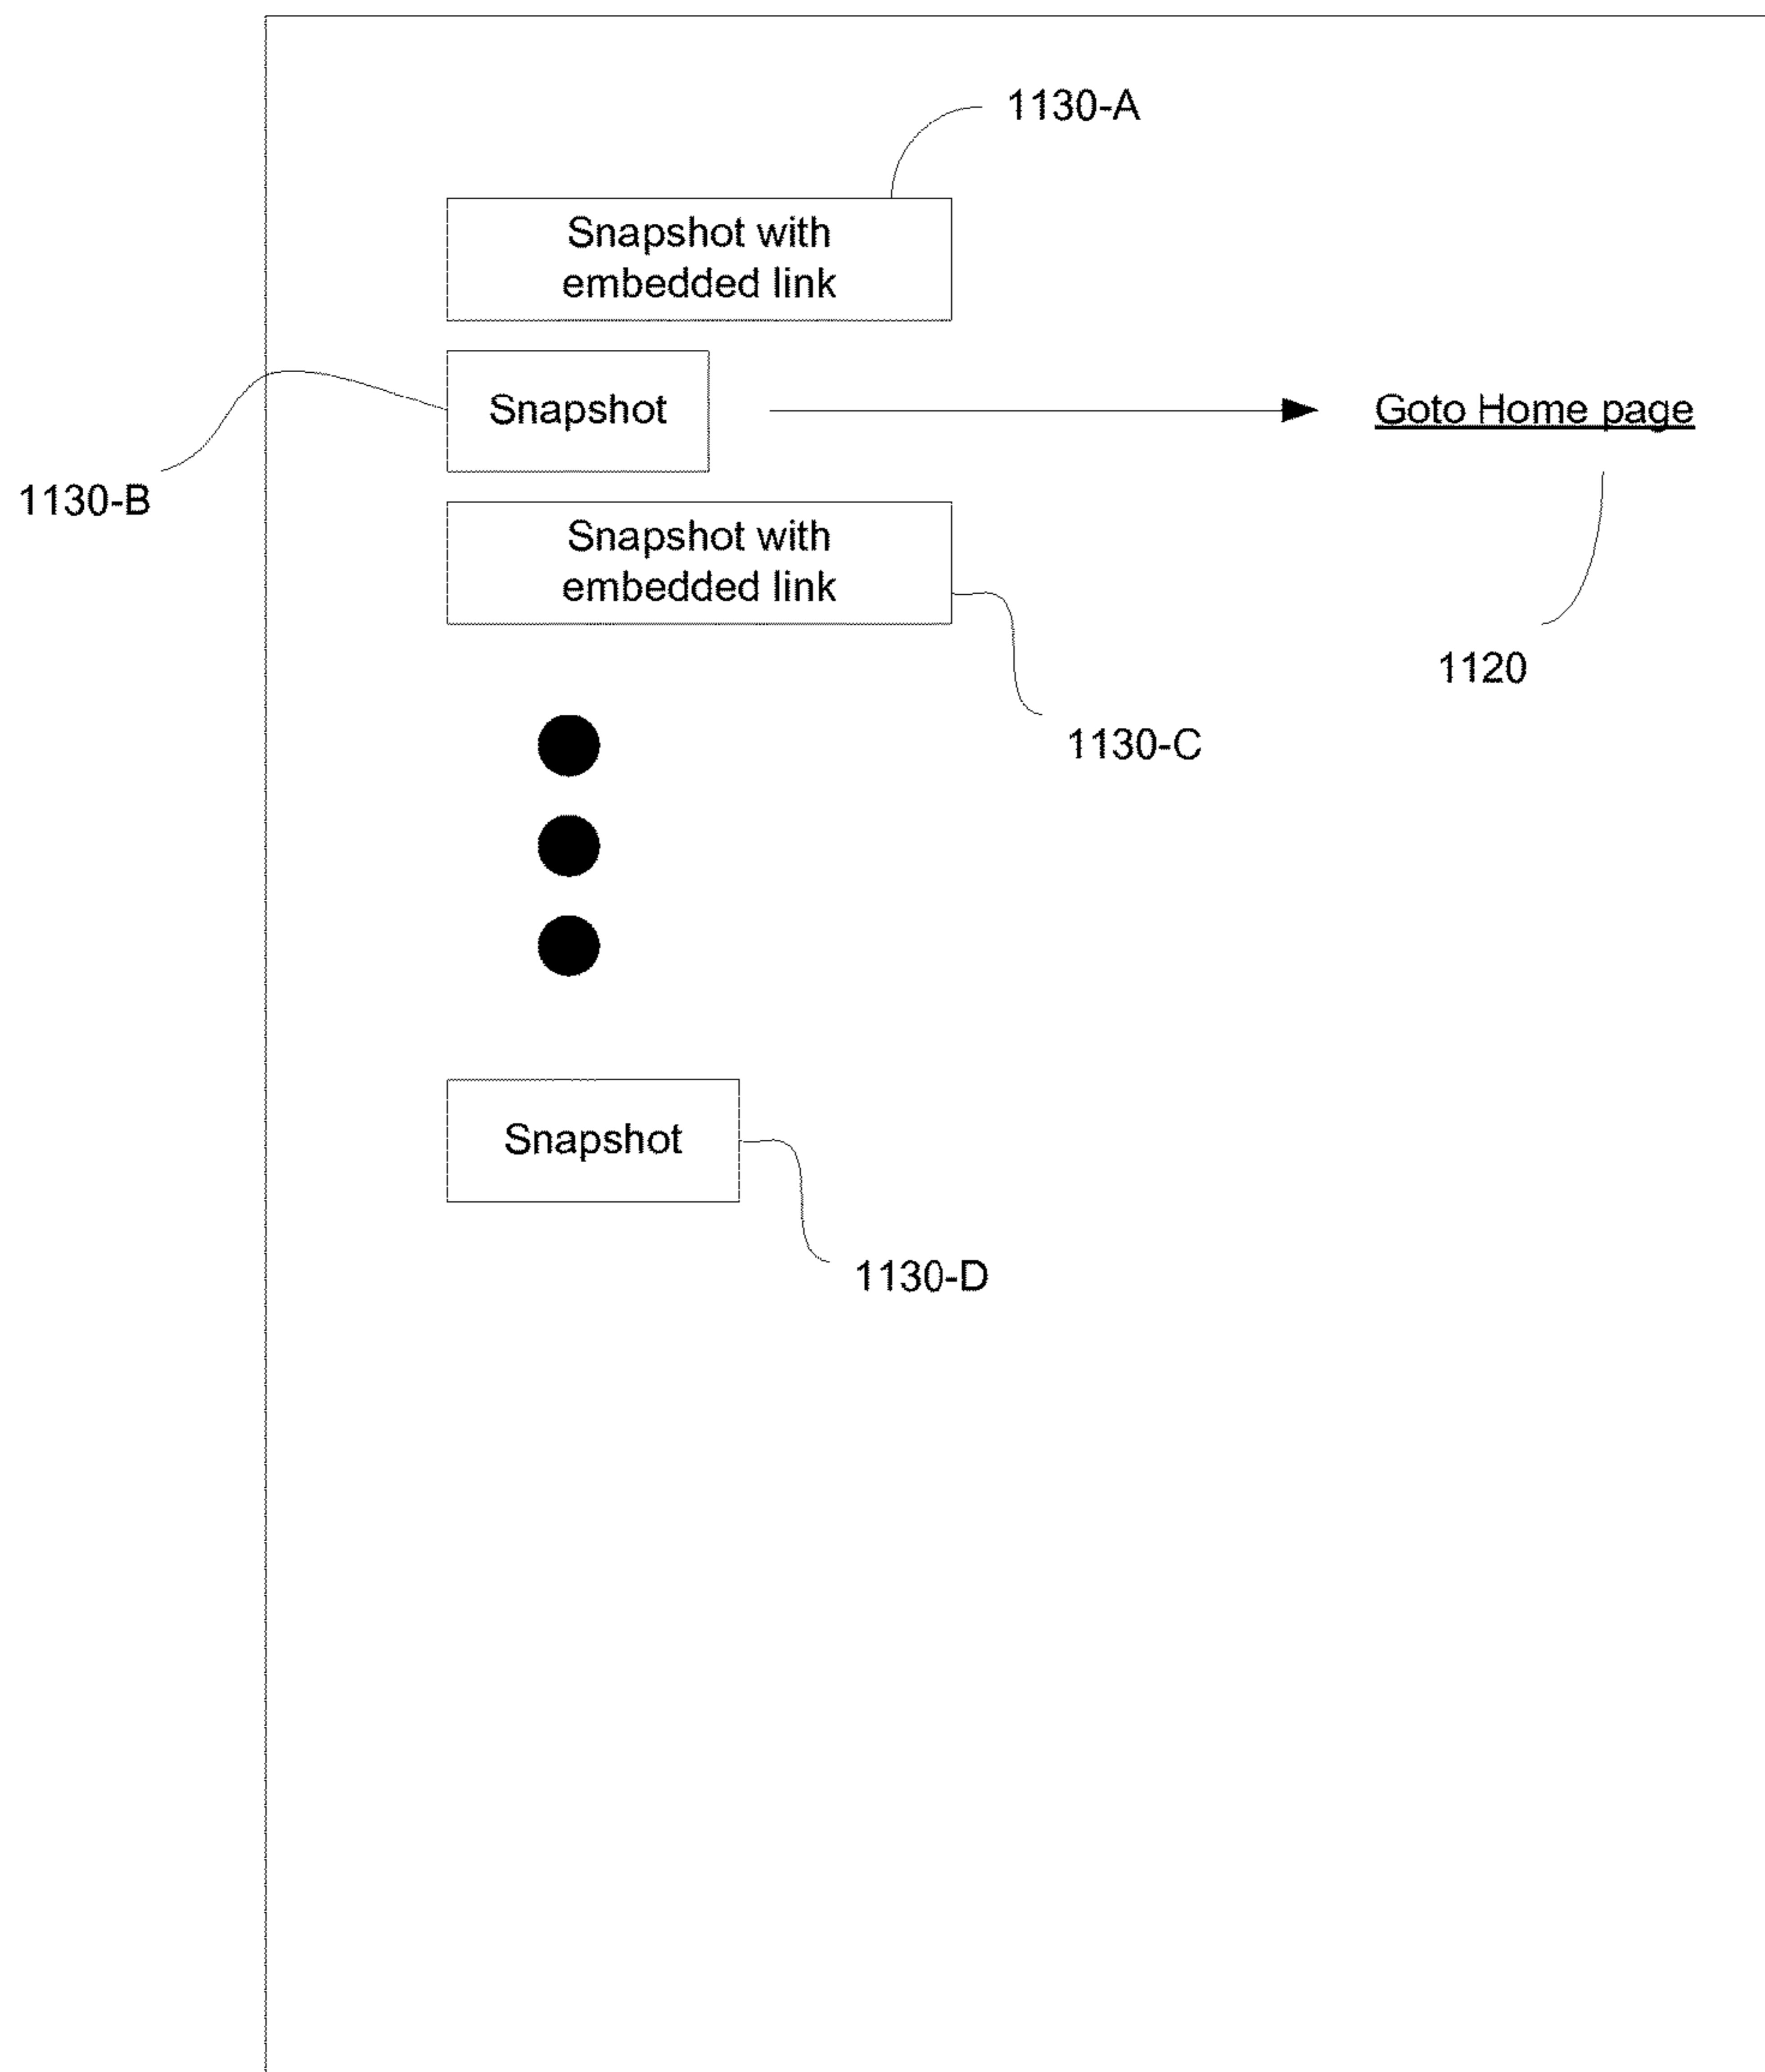 1130-A
Snapshot with
embedded link
Snapshot
Goto Home page
1130-B
Snapshot with
embedded link
1120
1130-C
Snapshot
1130-D